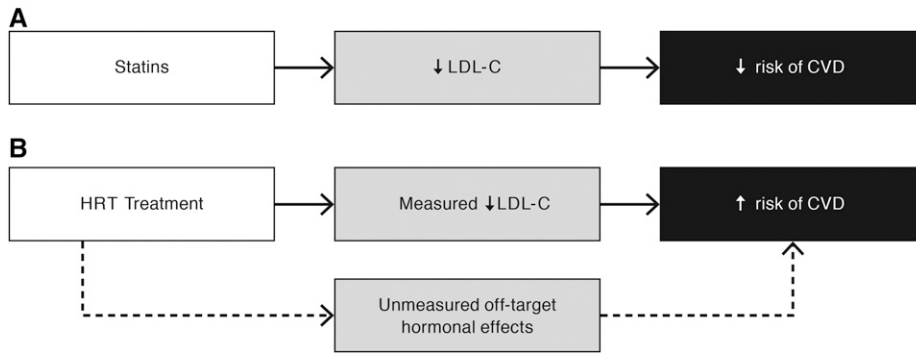 A
Statins
↓ LDL-C
↓ risk of CVD
B
HRT Treatment
Measured ↓LDL-C
↑ risk of CVD
Unmeasured off-target
hormonal effects